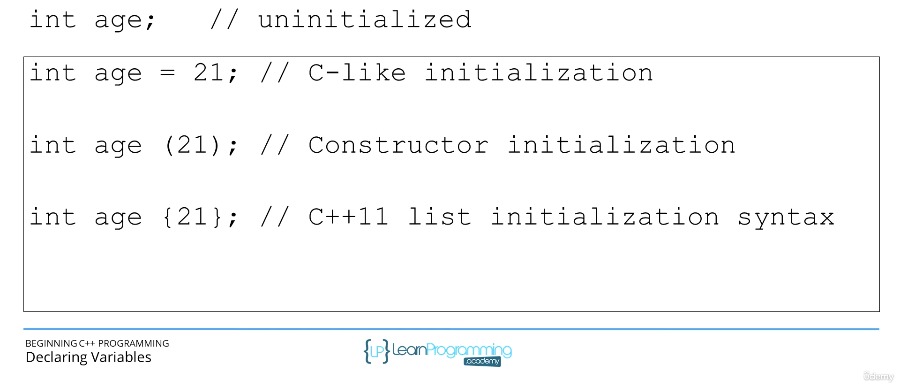 int age;   // uninitialized
int age = 21; // C-like initialization
int age (21); // Constructor initialization
int age {21}; // C++11 list initialization syntax
BEGINNING C++ PROGRAMMING
Declaring Variables
{LP} LearnProgramming
.academy
ûdemy